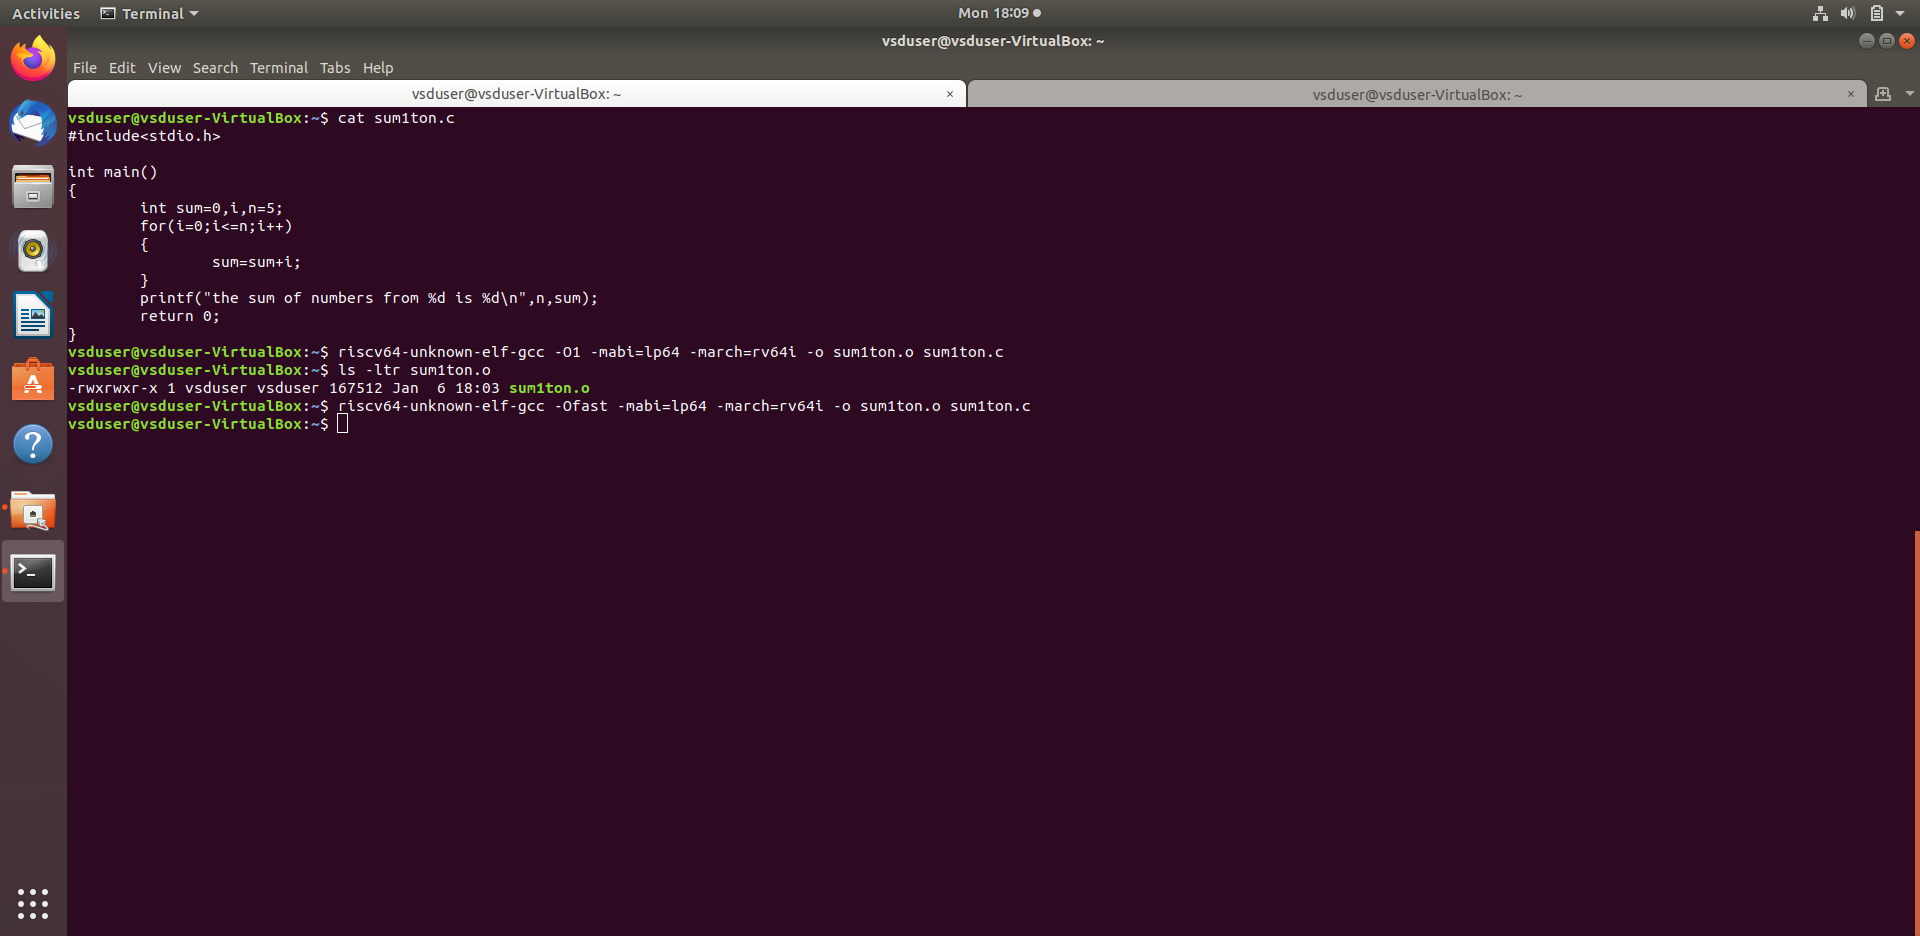 Activities Terminal Mon 18:09
vsduser@vsduser-VirtualBox: ~
File Edit View Search Terminal Tabs Help
vsduser@vsduser-VirtualBox: ~ × vsduser@vsduser-VirtualBox: ~ ×
vsduser@vsduser-VirtualBox:~$ cat sum1ton.c
#include<stdio.h>
int main()
{
int sum=0,i,n=5;
for(i=0;i<=n;i++)
{
sum=sum+i;
}
printf("the sum of numbers from %d is %d\n",n,sum);
return 0;
}
vsduser@vsduser-VirtualBox:~$ riscv64-unknown-elf-gcc -O1 -mabi=lp64 -march=rv64i -o sum1ton.o sum1ton.c
vsduser@vsduser-VirtualBox:~$ ls -ltr sum1ton.o
-rwxrwxr-x 1 vsduser vsduser 167512 Jan  6 18:03 sum1ton.o
vsduser@vsduser-VirtualBox:~$ riscv64-unknown-elf-gcc -Ofast -mabi=lp64 -march=rv64i -o sum1ton.o sum1ton.c
vsduser@vsduser-VirtualBox:~$